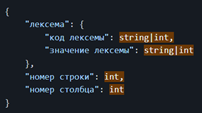 {
"лексема": {
"код лексемы": string|int,
"значение лексемы": string|int
},
"номер строки": int,
"номер столбца": int
}